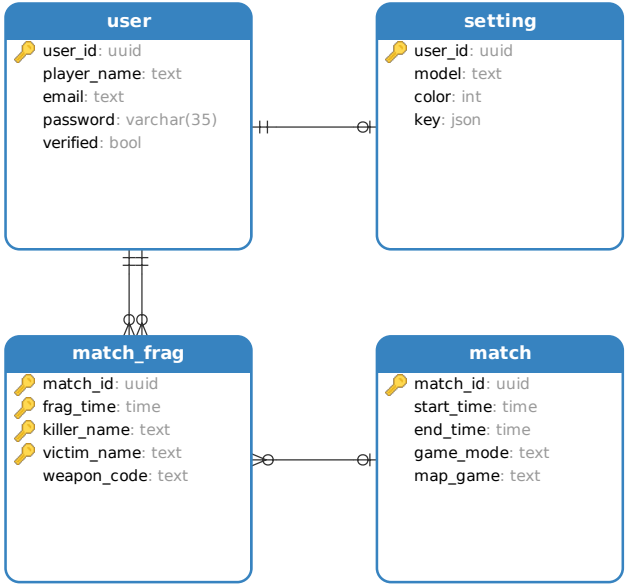 user
user_id: uuid
player_name: text
email: text
password: varchar(35)
verified: bool
setting
user_id: uuid
model: text
color: int
key: json
match_frag
match_id: uuid
frag_time: time
killer_name: text
victim_name: text
weapon_code: text
match
match_id: uuid
start_time: time
end_time: time
game_mode: text
map_game: text